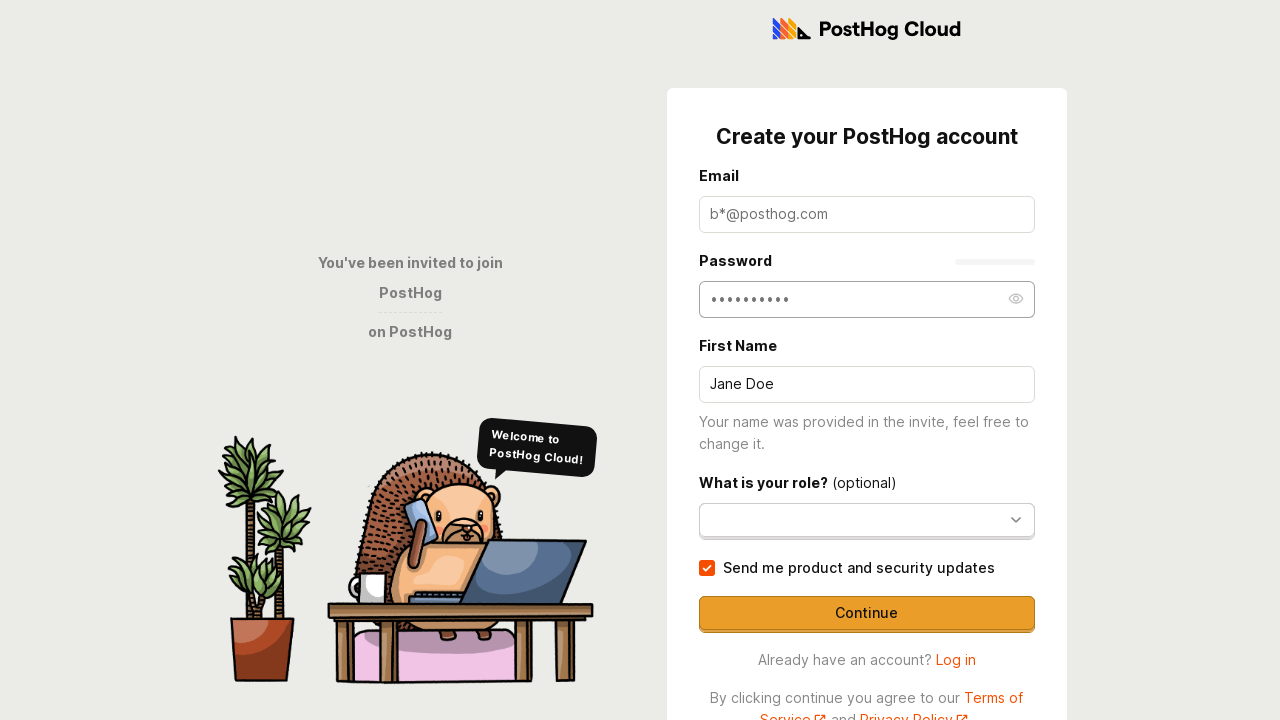 PostHog Cloud
You've been invited to join
PostHog
on PostHog
Welcome to
PostHog Cloud!
Create your PostHog account
Email
b*@posthog.com
Password
••••••••••
First Name
Jane Doe
Your name was provided in the invite, feel free to
change it.
What is your role? (optional)
Send me product and security updates
Continue
Already have an account? Log in
By clicking continue you agree to our Terms of
Service and Privacy Policy